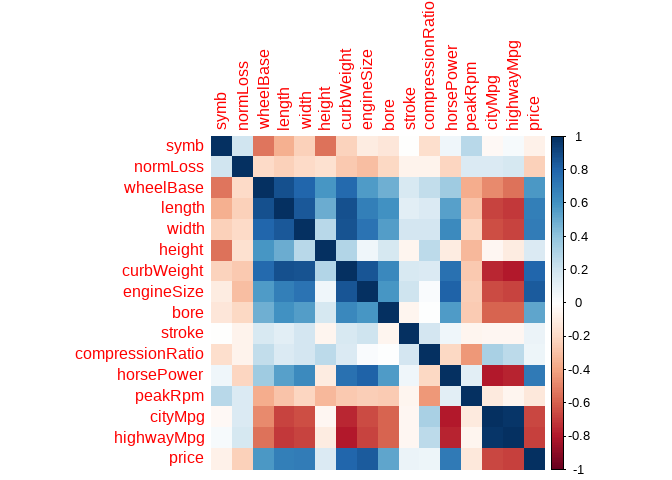 symb
normLoss
wheelBase
length
width
height
curbWeight
engineSize
bore
stroke
compressionRatio
horsePower
peakRpm
cityMpg
highwayMpg
price
symb
normLoss
wheelBase
length
width
height
curbWeight
engineSize
bore
stroke
compressionRatio
horsePower
peakRpm
cityMpg
highwayMpg
price
1
0.8
0.6
0.4
0.2
0
-0.2
-0.4
-0.6
-0.8
-1